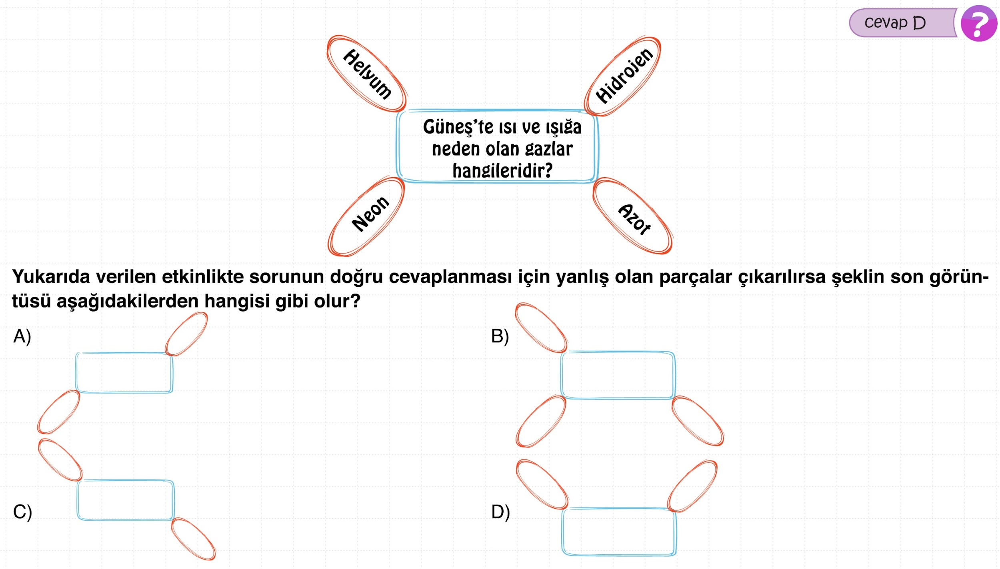 cevap D
?
Helyum
Hidrojen
Güneş'te ısı ve ışığa
neden olan gazlar
hangileridir?
Neon
Azot
Yukarıda verilen etkinlikte sorunun doğru cevaplanması için yanlış olan parçalar çıkarılırsa şeklin son görün-
tüsü aşağıdakilerden hangisi gibi olur?
A)
B)
C)
D)